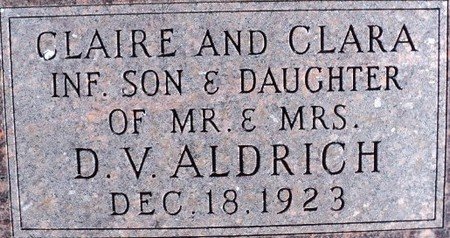 CLAIRE AND CLARA
INF. SON & DAUGHTER
OF MR. & MRS.
D. V. ALDRICH
DEC. 18. 1923